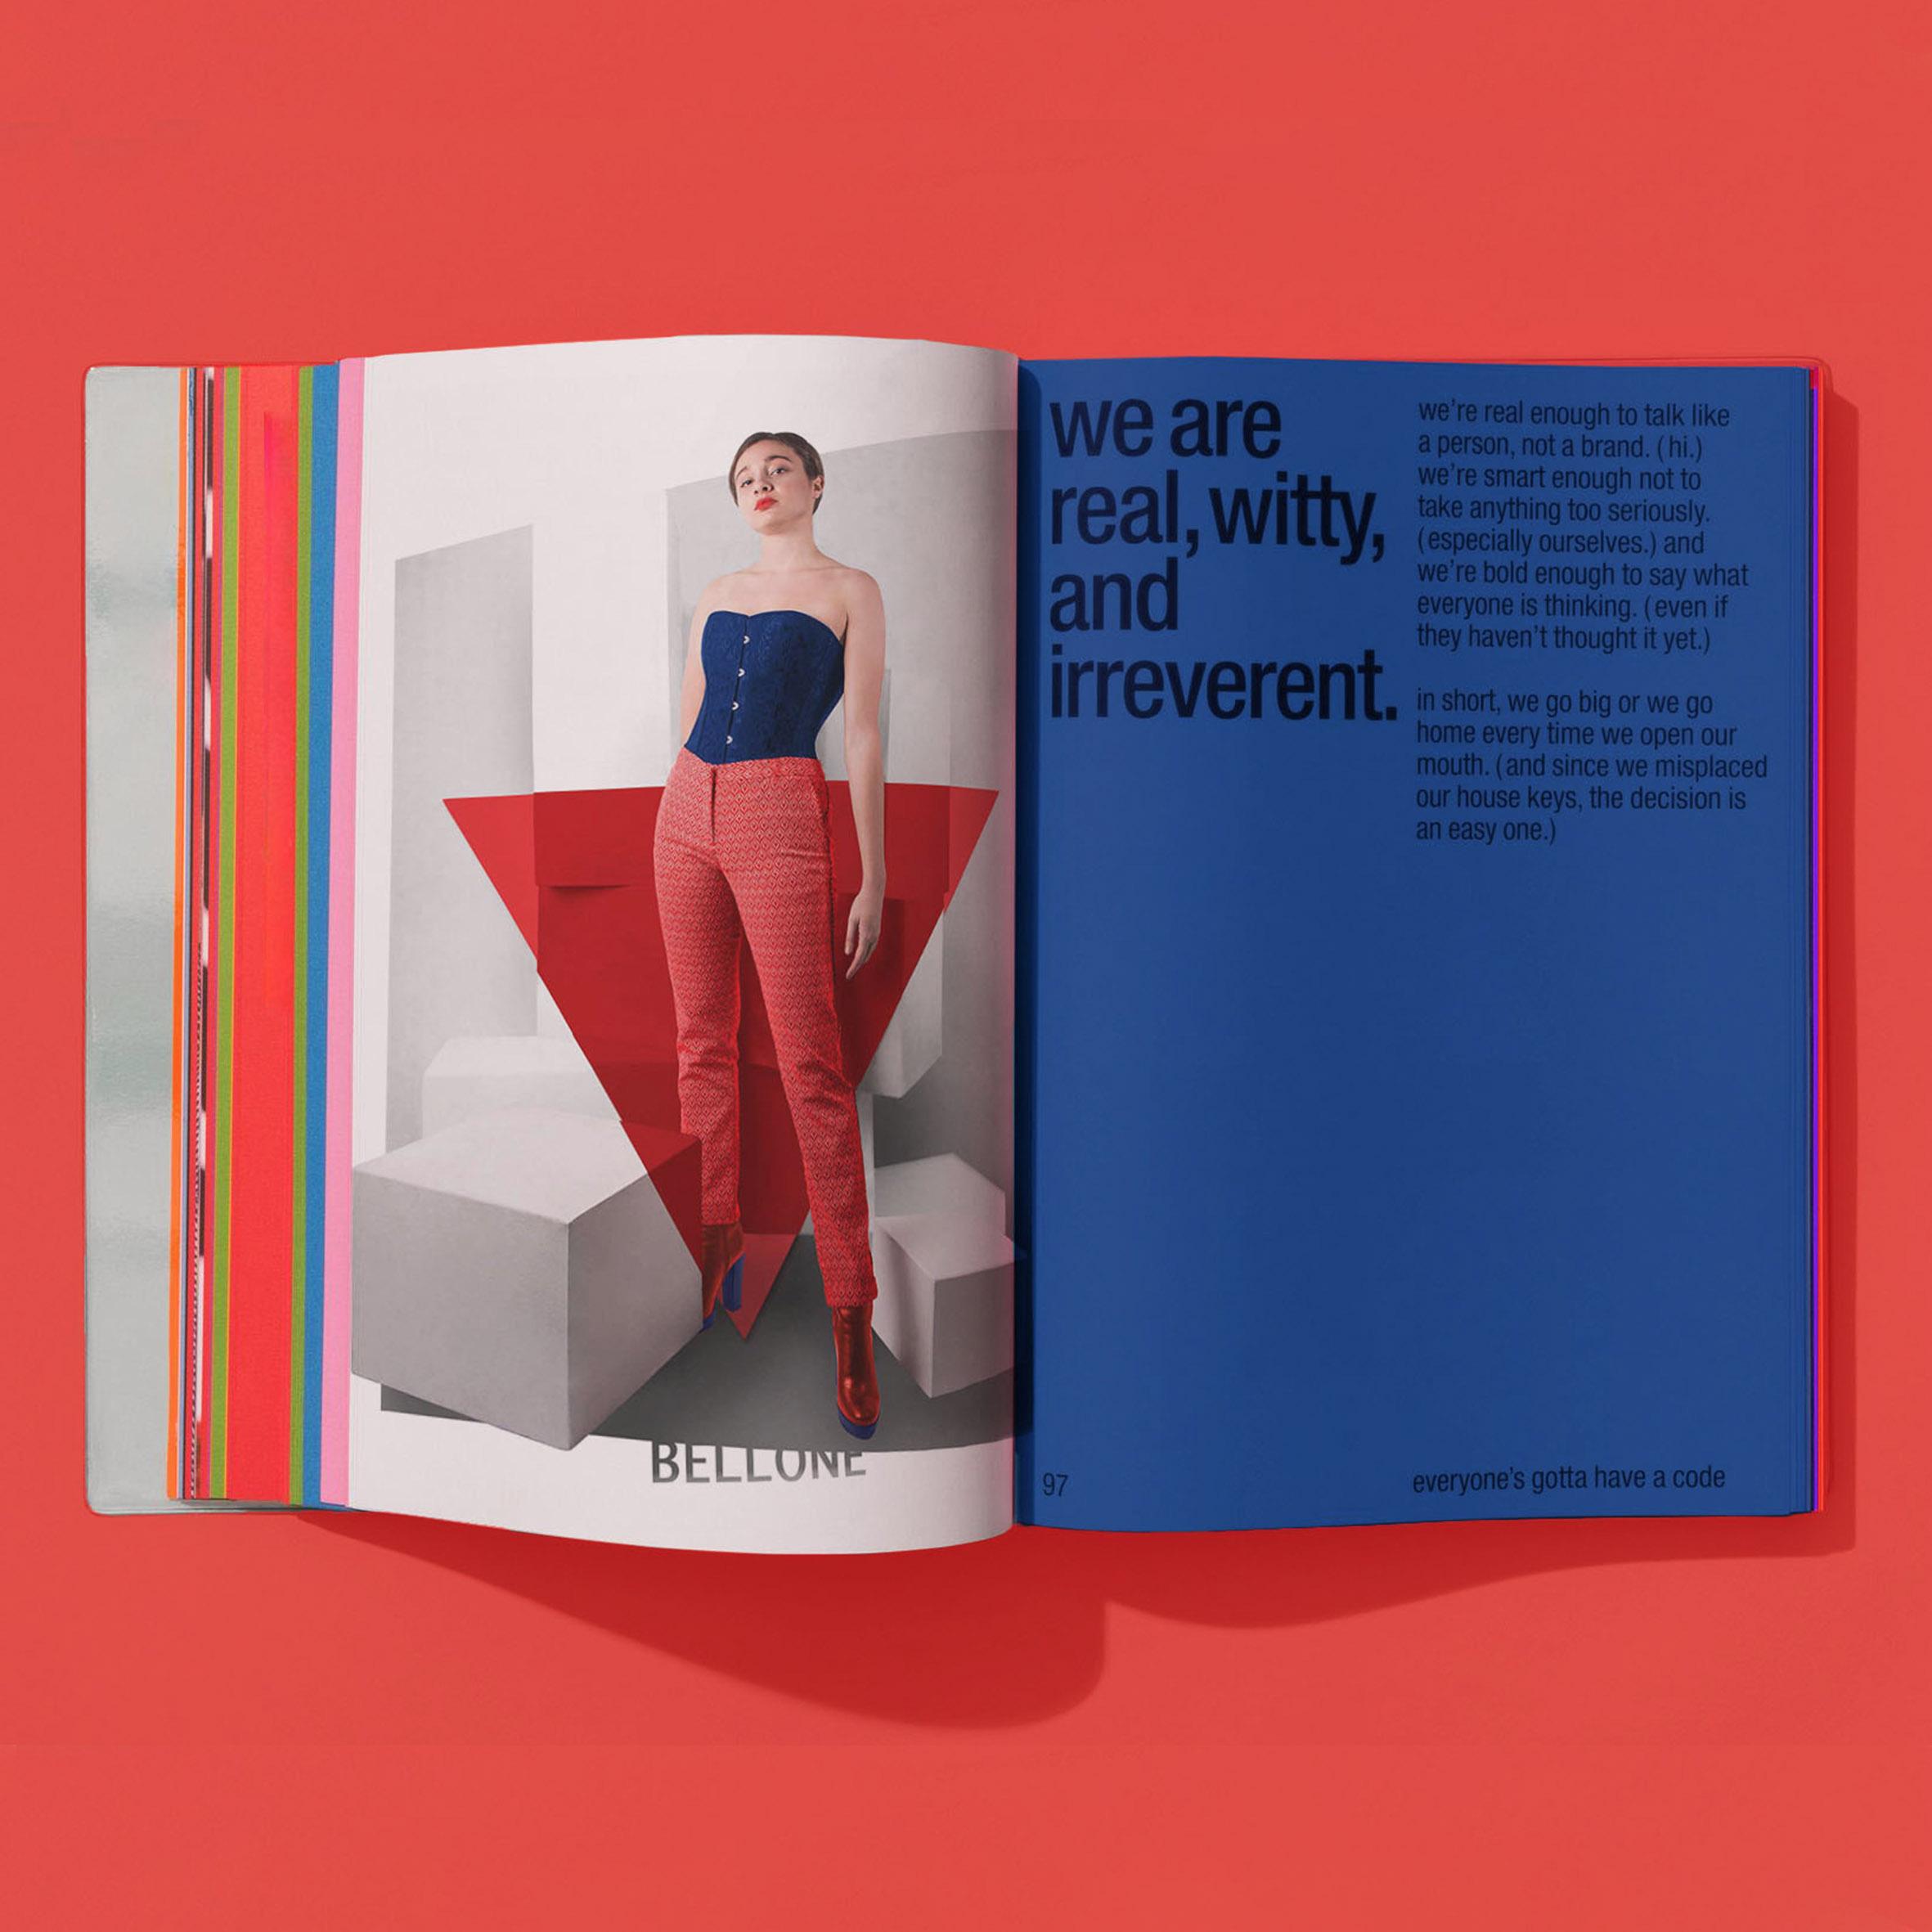 BELLONE
we are
real, witty,
and
irreverent.
we're real enough to talk like
a person, not a brand. (hi.)
we're smart enough not to
take anything too seriously.
(especially ourselves.) and
we're bold enough to say what
everyone is thinking. (even if
they haven't thought it yet.)
in short, we go big or we go
home every time we open our
mouth. (and since we misplaced
our house keys, the decision is
an easy one.)
97
everyone's gotta have a code